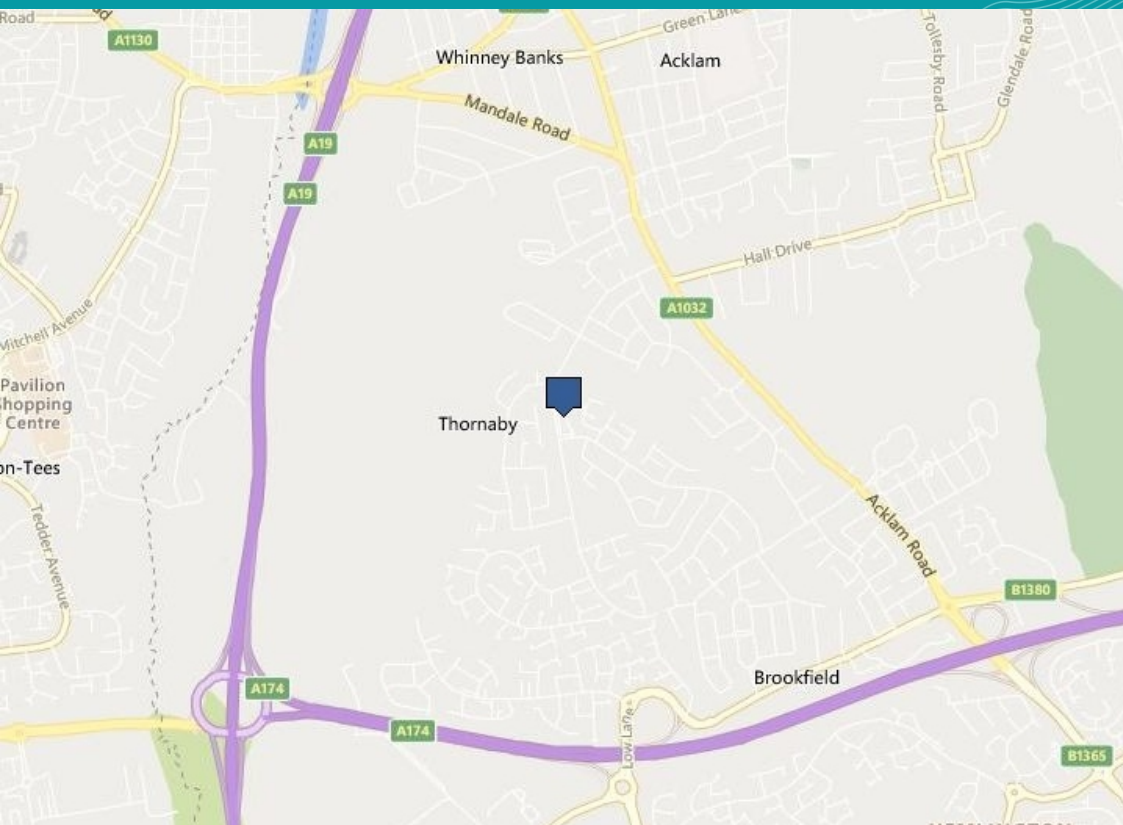 Road
A1130
Whinney Banks
Green Lane
Acklam
Tollesby Road
Glendale Road
Mandale Road
A19
A19
Hall Drive
A1032
Mitchell Avenue
Pavilion
Shopping
Centre
Thornaby
on-Tees
Tedder Avenue
Acklam Road
B1380
Brookfield
A174
A174
Low Lane
B1365